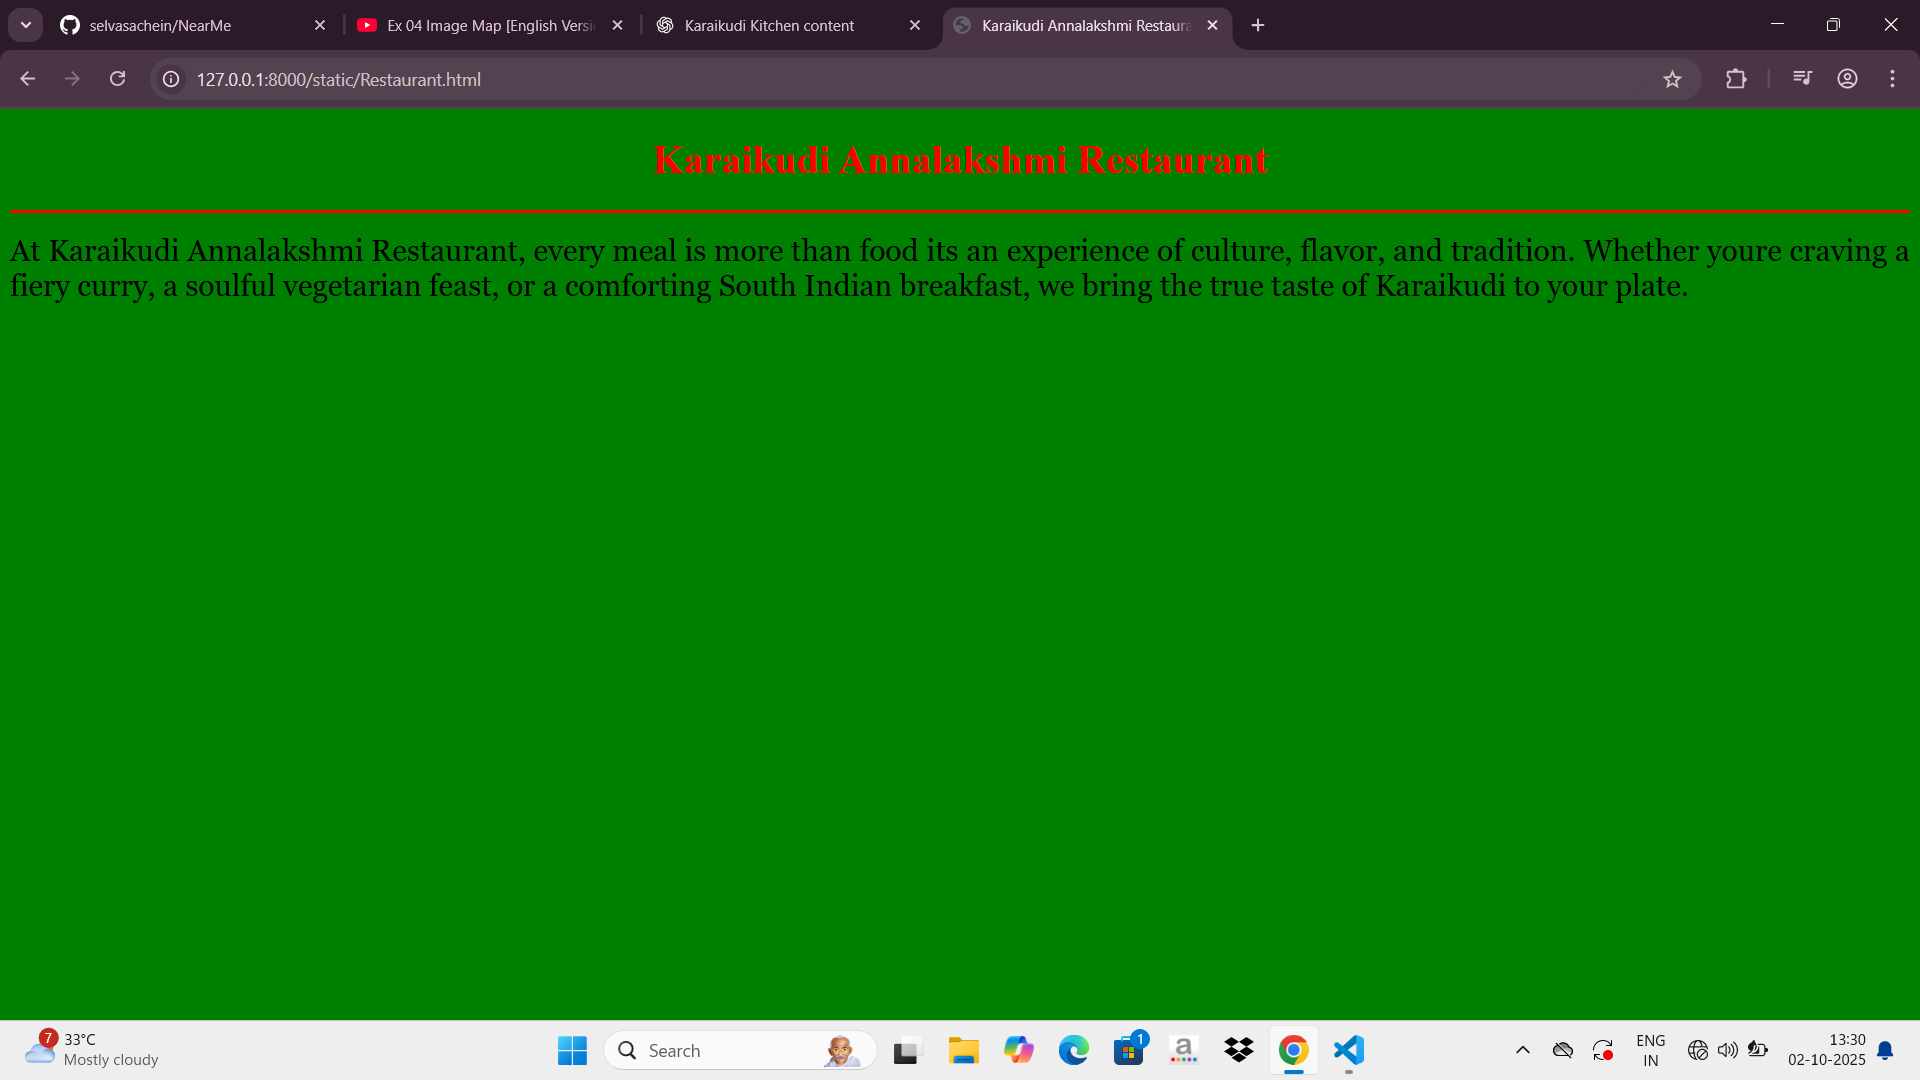 selvasachein/NearMe
Ex 04 Image Map [English Versi
Karaikudi Kitchen content
Karaikudi Annalakshmi Restaura
127.0.0.1:8000/static/Restaurant.html
Karaikudi Annalakshmi Restaurant
At Karaikudi Annalakshmi Restaurant, every meal is more than food its an experience of culture, flavor, and tradition. Whether youre craving a
fiery curry, a soulful vegetarian feast, or a comforting South Indian breakfast, we bring the true taste of Karaikudi to your plate.
7
33°C
Mostly cloudy
Search
1
a
ENG
IN
13:30
02-10-2025